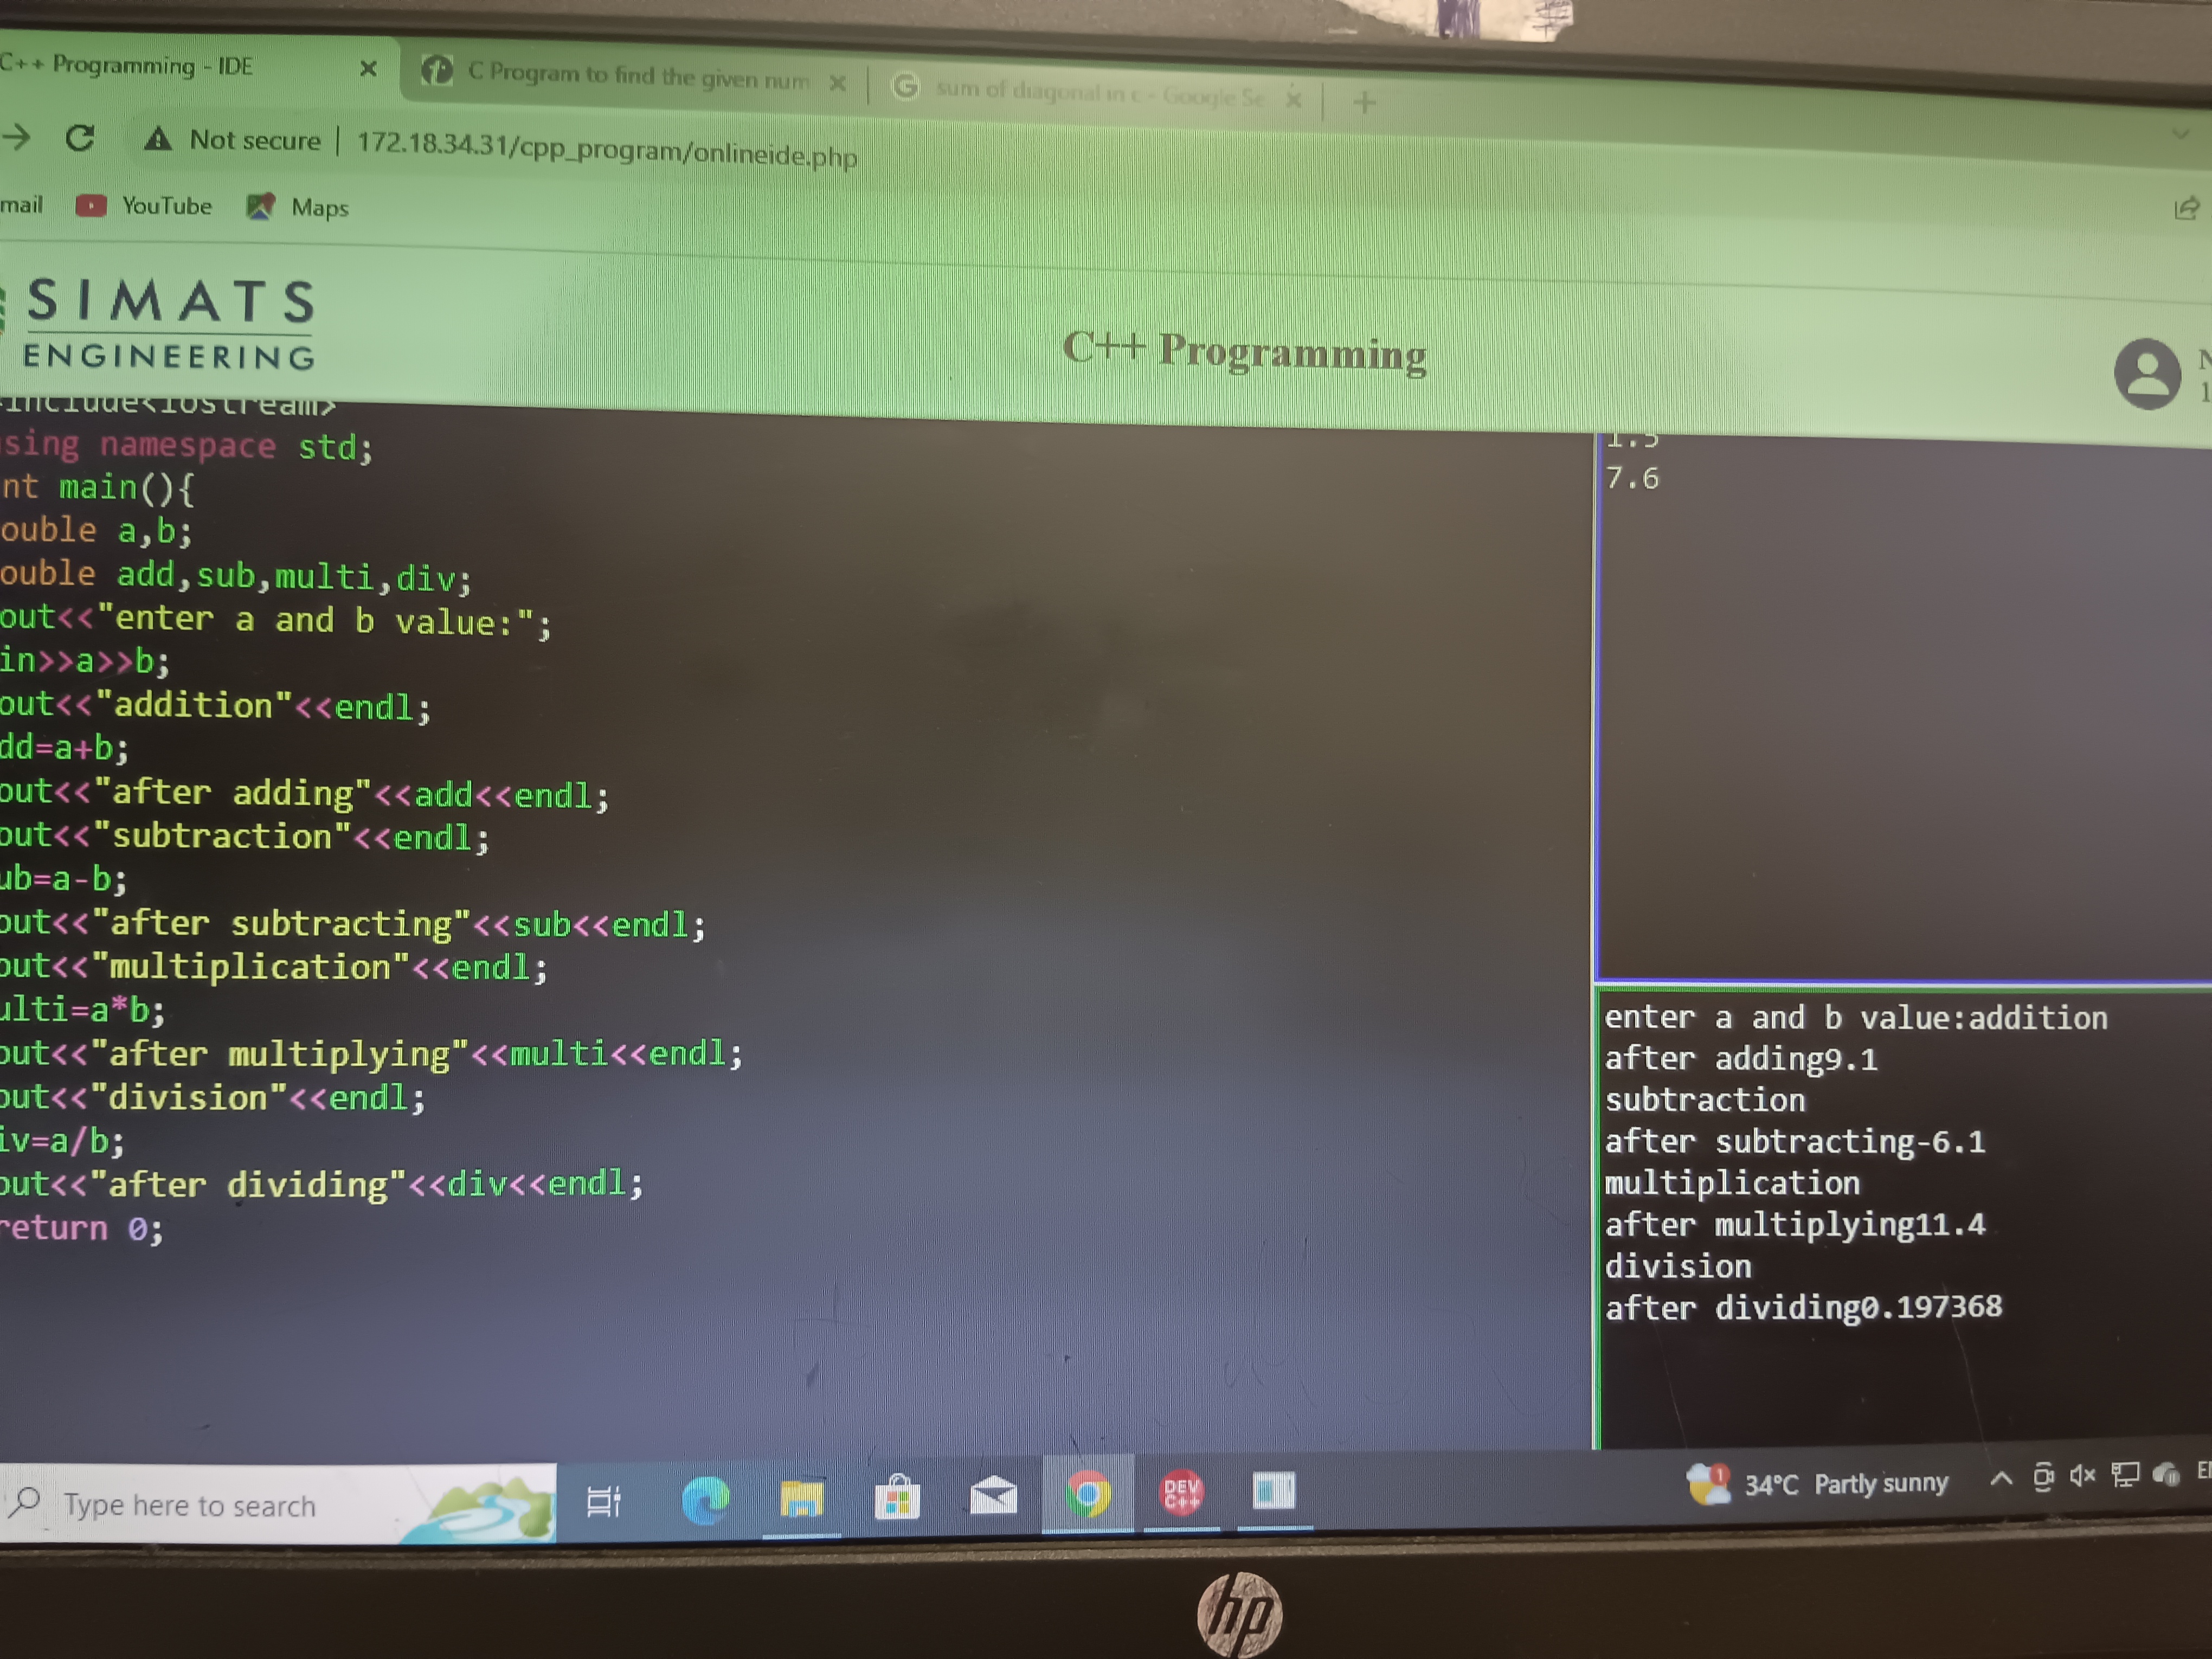 C++ Programming - IDE
C Program to find the given num
sum of diagonal in c - Google Se
Not secure
172.18.34.31/cpp_program/onlineide.php
mail
YouTube
Maps
SIMATS
ENGINEERING
C++ Programming
N
1
include<iostream>
sing namespace std;
nt main(){
ouble a,b;
ouble add,sub,multi,div;
out<<"enter a and b value:";
in>>a>>b;
out<<"addition"<<endl;
dd=a+b;
out<<"after adding"<<add<<endl;
out<<"subtraction"<<endl;
ub=a-b;
out<<"after subtracting"<<sub<<endl;
out<<"multiplication"<<endl;
ulti=a*b;
out<<"after multiplying"<<multi<<endl;
out<<"division"<<endl;
iv=a/b;
out<<"after dividing"<<div<<endl;
return 0;
1.5
7.6
enter a and b value:addition
after adding9.1
subtraction
after subtracting-6.1
multiplication
after multiplying11.4
division
after dividing0.197368
Type here to search
DEV
C++
1
34°C Partly sunny
hp